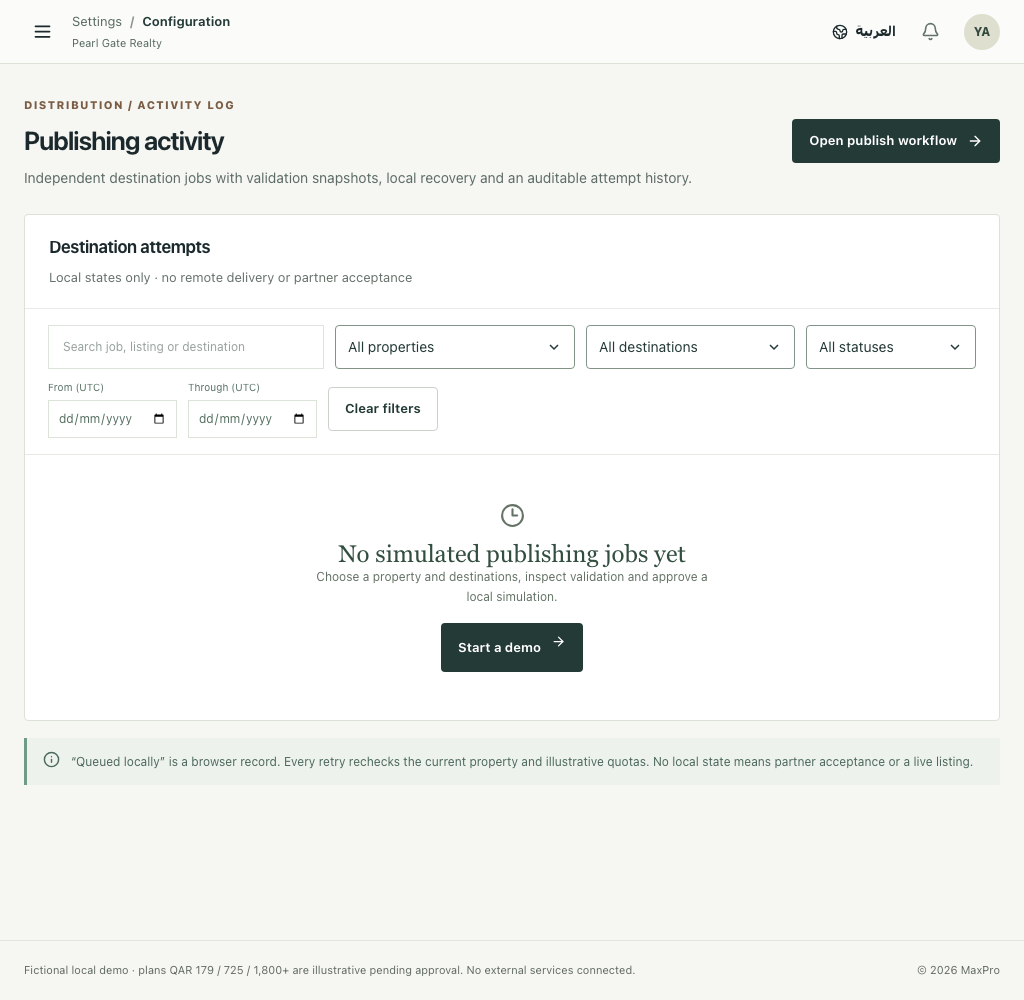 Settings / Configuration
Pearl Gate Realty
العربية
YA
DISTRIBUTION / ACTIVITY LOG
Publishing activity
Open publish workflow
Independent destination jobs with validation snapshots, local recovery and an auditable attempt history.
Destination attempts
Local states only · no remote delivery or partner acceptance
Search job, listing or destination
All properties
All destinations
All statuses
From (UTC)
Through (UTC)
dd/mm/yyyy
dd/mm/yyyy
Clear filters
No simulated publishing jobs yet
Choose a property and destinations, inspect validation and approve a
local simulation.
Start a demo
“Queued locally” is a browser record. Every retry rechecks the current property and illustrative quotas. No local state means partner acceptance or a live listing.
Fictional local demo · plans QAR 179 / 725 / 1,800+ are illustrative pending approval. No external services connected.
© 2026 MaxPro